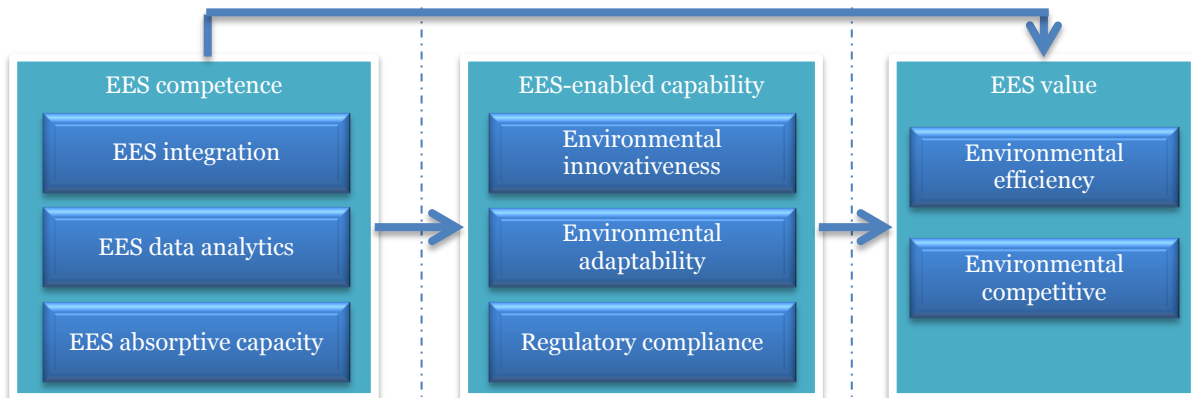 EES competence
EES integration
EES data analytics
EES absorptive capacity
EES-enabled capability
Environmental
innovativeness
Environmental
adaptability
Regulatory compliance
EES value
Environmental
efficiency
Environmental
competitive